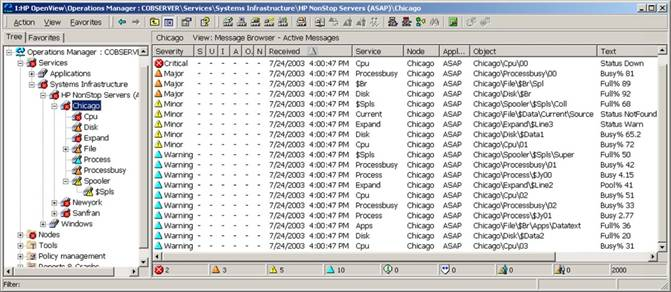 1:HP OpenView\Operations Manager : COBSERVER\Services\Systems Infrastructure\HP NonStop Servers (ASAP)\Chicago
Action View Favorites
Tree Favorites
Chicago View: Message Browser - Active Messages
Operations Manager : COBSERVE
Services
Applications
Systems Infrastructure
HP NonStop Servers (A
Chicago
Cpu
Disk
Expand
File
Process
Processbusy
Spooler
$Spls
Newyork
Sanfran
Windows
Nodes
Tools
Policy management
Reports & Graphs
Severity S U I A O. N Received Service Node Appl... Object Text
Critical - - - - - - 7/24/2003 4:00:47 PM Cpu Chicago ASAP Chicago\Cpu\00 Status Down
Major - - - - - - 7/24/2003 4:00:47 PM Processbusy Chicago ASAP Chicago\Processbusy\00 Busy% 81
Major - - - - - - 7/24/2003 4:00:47 PM $Br Chicago ASAP Chicago\File\$Br\Spl Full% 89
Major - - - - - - 7/24/2003 4:00:47 PM Disk Chicago ASAP Chicago\Disk\$Br Full% 92
Minor - - - - - - 7/24/2003 4:00:47 PM $Spls Chicago ASAP Chicago\Spooler\$Spls\Coll Full% 68
Minor - - - - - - 7/24/2003 4:00:47 PM Current Chicago ASAP Chicago\File\$Data\Current\Source Status NotFound
Minor - - - - - - 7/24/2003 4:00:47 PM Expand Chicago ASAP Chicago\Expand\$Line3 Status Warn
Minor - - - - - - 7/24/2003 4:00:47 PM Disk Chicago ASAP Chicago\Disk\$Data1 Busy% 65.2
Minor - - - - - - 7/24/2003 4:00:47 PM Cpu Chicago ASAP Chicago\Cpu\01 Busy% 72
Warning - - - - - - 7/24/2003 4:00:47 PM $Spls Chicago ASAP Chicago\Spooler\$Spls\Super Full% 50
Warning - - - - - - 7/24/2003 4:00:47 PM Processbusy Chicago ASAP Chicago\Processbusy\01 Busy% 42
Warning - - - - - - 7/24/2003 4:00:47 PM Process Chicago ASAP Chicago\Process\$Jy00 Busy 4.15
Warning - - - - - - 7/24/2003 4:00:47 PM Expand Chicago ASAP Chicago\Expand\$Line2 Pool% 41
Warning - - - - - - 7/24/2003 4:00:47 PM Cpu Chicago ASAP Chicago\Cpu\02 Busy% 51
Warning - - - - - - 7/24/2003 4:00:47 PM Processbusy Chicago ASAP Chicago\Processbusy\02 Busy% 33
Warning - - - - - - 7/24/2003 4:00:47 PM Process Chicago ASAP Chicago\Process\$Jy01 Busy 2.77
Warning - - - - - - 7/24/2003 4:00:47 PM Apps Chicago ASAP Chicago\File\$Br\Apps\Datatext Full% 36
Warning - - - - - - 7/24/2003 4:00:47 PM Disk Chicago ASAP Chicago\Disk\$Data2 Full% 20
Warning - - - - - - 7/24/2003 4:00:47 PM Cpu Chicago ASAP Chicago\Cpu\03 Busy% 31
2 3 5 10 0 0 0 0 2000
Filter: